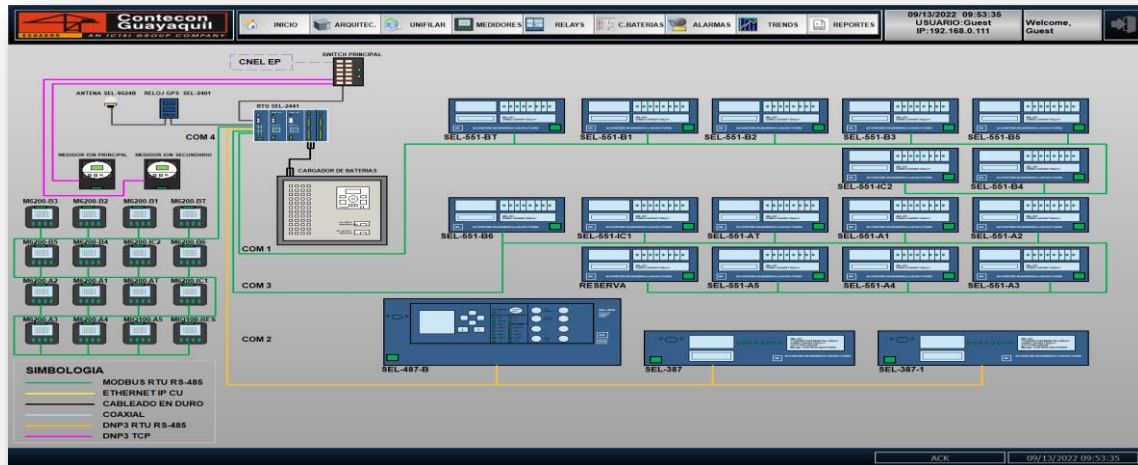 Contecon
Guayaquil
ECUADOR
AN ICTSI GROUP COMPANY
INICIO
ARQUITEC.
UNIFILAR
MEDIDORES
RELAYS
C.BATERIAS
ALARMAS
TRENDS
REPORTES
09/13/2022 09:53:35
USUARIO:Guest
IP:192.168.0.111
Welcome,
Guest
SWITCH PRINCIPAL
CNEL EP
ANTENA SEL-9524B
RELOJ GPS SEL-2401
RTU SEL-2441
COM 4
MEDIDOR ION PRINCIPAL
MEDIDOR ION SECUNDARIO
CARGADOR DE BATERIAS
SEL-551-BT
SEL-551-B1
SEL-551-B2
SEL-551-B3
SEL-551-B5
SEL-551-IC2
SEL-551-B4
M6200-B3
M6200-B2
M6200-B1
M6200-BT
SEL-551-B6
SEL-551-IC1
SEL-551-AT
SEL-551-A1
SEL-551-A2
M6200-B5
M6200-B4
M6200-IC2
M6200-B6
COM 1
M6200-A2
M6200-A1
M6200-AT
M6200-IC1
COM 3
RESERVA
SEL-551-A5
SEL-551-A4
SEL-551-A3
M6200-A3
M6200-A4
MIQ100-A5
MIQ100-RES
COM 2
SEL-487-B
SEL-387
SEL-387-1
SIMBOLOGIA
MODBUS RTU RS-485
ETHERNET IP CU
CABLEADO EN DURO
COAXIAL
DNP3 RTU RS-485
DNP3 TCP
ACK
09/13/2022 09:53:35